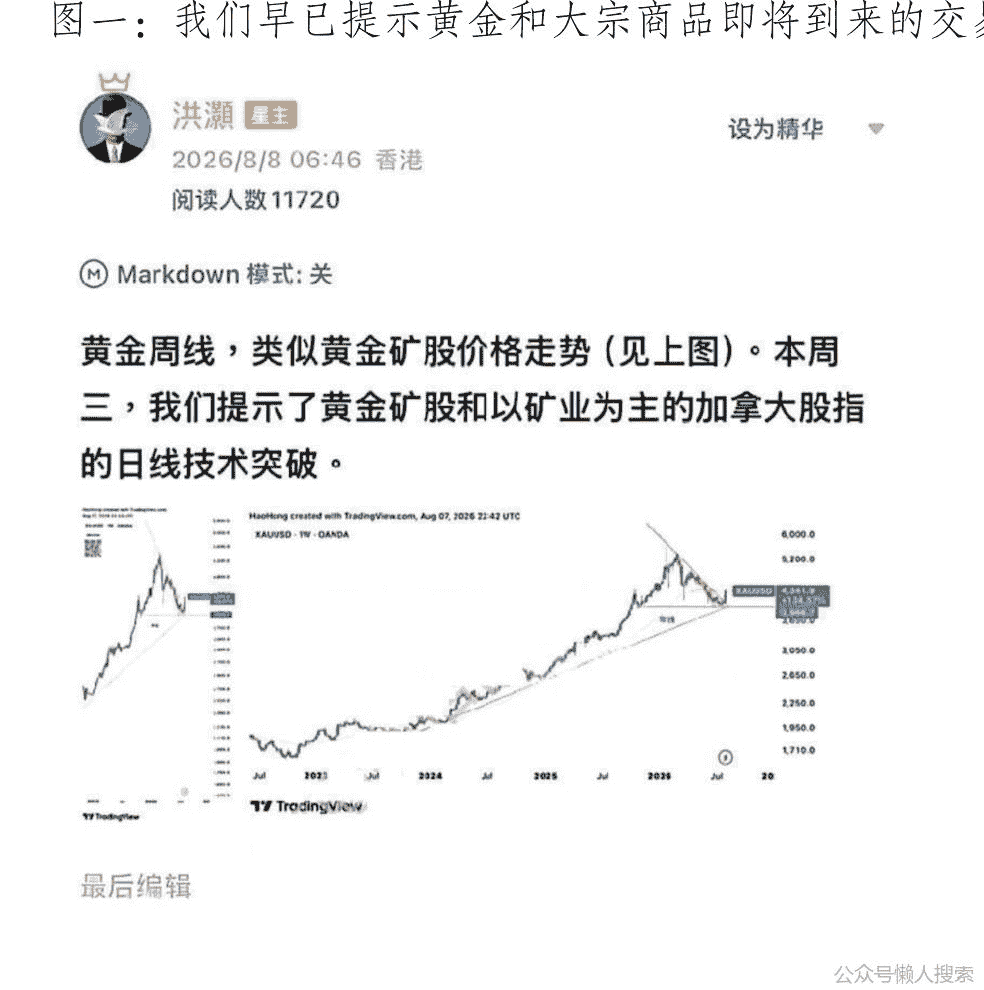 图一：我们早已提示黄金和大宗商品即将到来的交
洪灝 星主
设为精华
2026/8/8 06:46 香港
阅读人数11720
M Markdown 模式: 关
黄金周线，类似黄金矿股价格走势（见上图）。本周
三，我们提示了黄金矿股和以矿业为主的加拿大股指
的日线技术突破。
HaoHong created with TradingView.com, Aug 07, 2026 22:42 UTC
XAUUSD · 1W · OANDA
6,000.0
5,200.0
XAUUSD
3,050.0
2,650.0
2,250.0
1,950.0
1,710.0
Jul 2023 Jul 2024 Jul 2025 Jul 2026 Jul 20
TradingView
TradingView
最后编辑
公众号懒人搜索